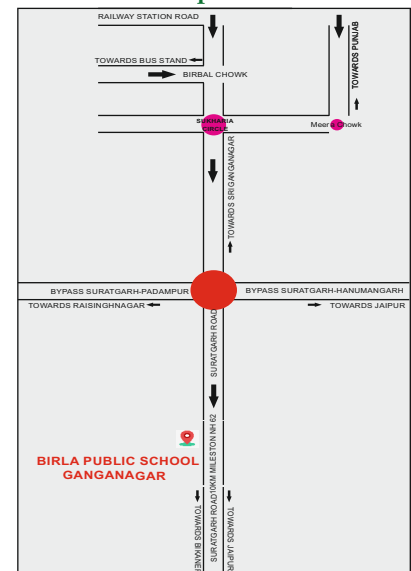 RAILWAY STATION ROAD
TOWARDS PUNJAB
TOWARDS BUS STAND
BIRBAL CHOWK
SUKHARIA
CIRCLE
Meera Chowk
TOWARDS SRIGANGANAGAR
BYPASS SURATGARH-PADAMPUR
BYPASS SURATGARH-HANUMANGARH
TOWARDS RAISINGHNAGAR
TOWARDS JAIPUR
SURATGARH ROAD
BIRLA PUBLIC SCHOOL
GANGANAGAR
10KM MILESTON NH 62
SURATGARH ROAD
TOWARDS BIKANER
TOWARDS JAIPUR